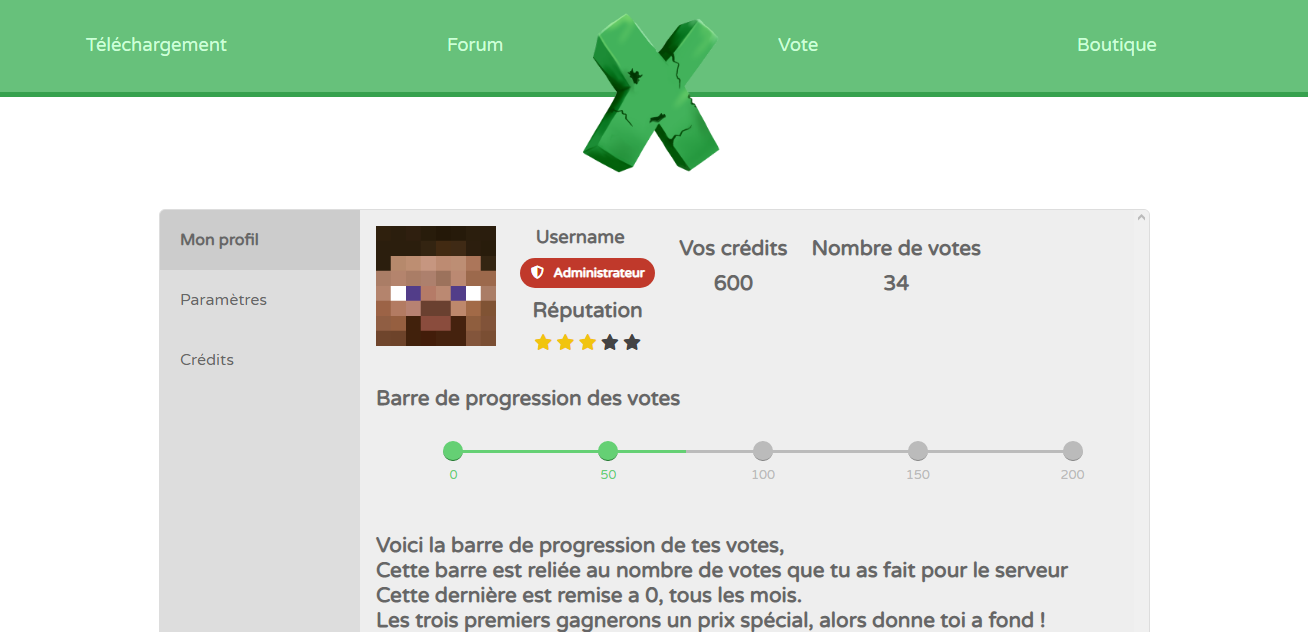 Téléchargement
Forum
Vote
Boutique
Mon profil
Paramètres
Crédits
Username
Administrateur
Réputation
Vos crédits
600
Nombre de votes
34
Barre de progression des votes
0
50
100
150
200
Voici la barre de progression de tes votes,
Cette barre est reliée au nombre de votes que tu as fait pour le serveur
Cette dernière est remise a 0, tous les mois.
Les trois premiers gagnerons un prix spécial, alors donne toi a fond !